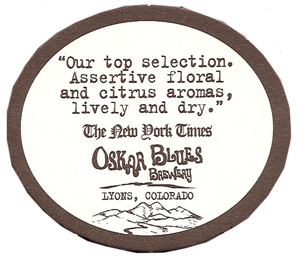 “Our top selection.
Assertive floral
and citrus aromas,
lively and dry.”
The New York Times
OSKAR BLUES
BREWERY
LYONS, COLORADO